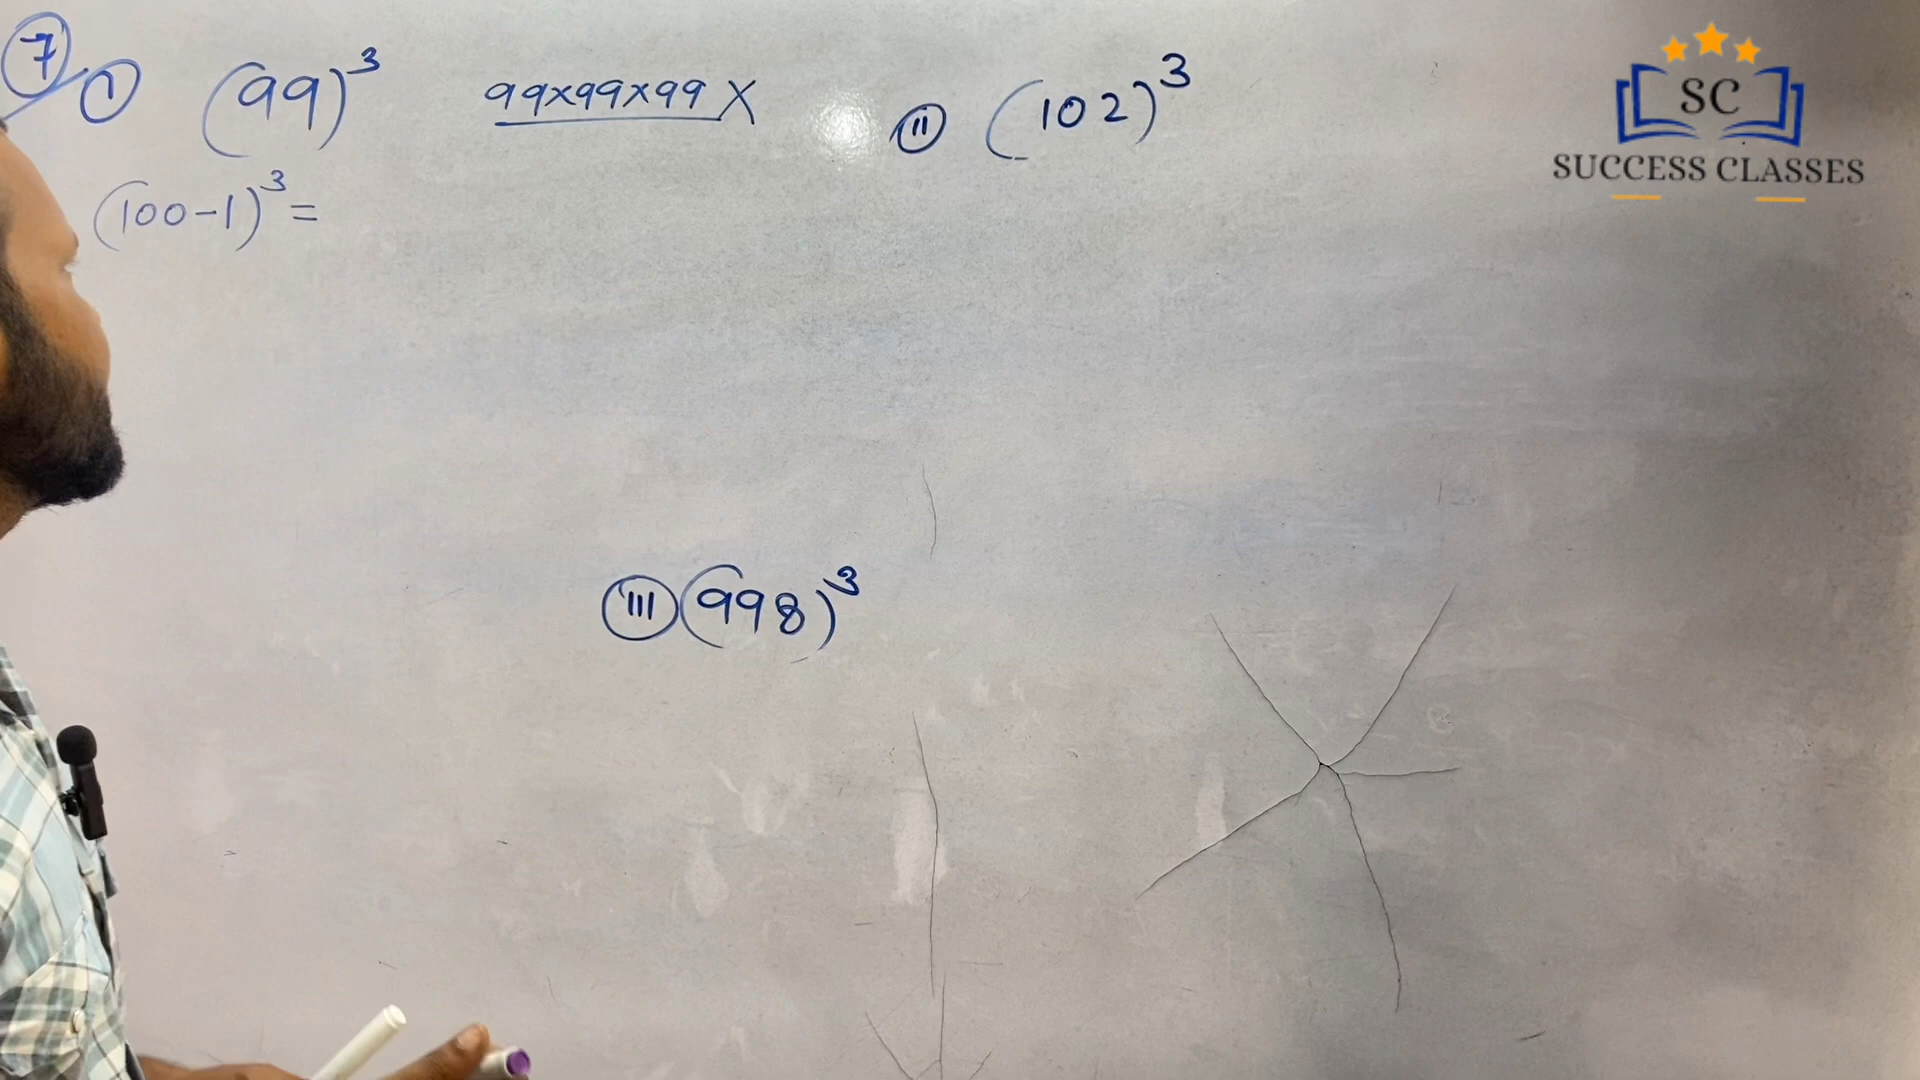 7 I (99)³ 99×99×99 X
II (102)³
(100-1)³ =
III (998)³
SC
SUCCESS CLASSES